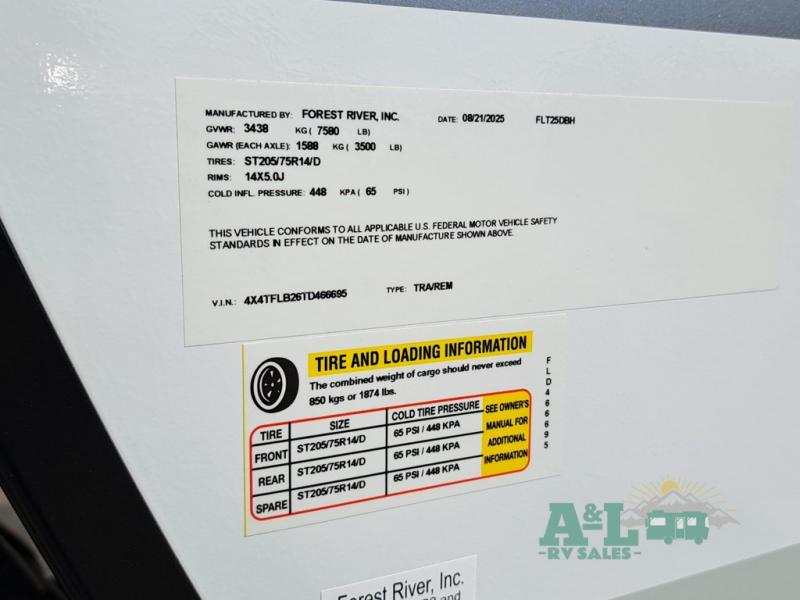 MANUFACTURED BY: FOREST RIVER, INC. DATE: 08/21/2025 FLT25DBH
GVWR: 3438 KG ( 7580 LB)
GAWR (EACH AXLE): 1588 KG ( 3500 LB)
TIRES: ST205/75R14/D
RIMS: 14X5.0J
COLD INFL. PRESSURE: 448 KPA ( 65 PSI)
THIS VEHICLE CONFORMS TO ALL APPLICABLE U.S. FEDERAL MOTOR VEHICLE SAFETY
STANDARDS IN EFFECT ON THE DATE OF MANUFACTURE SHOWN ABOVE.
V.I.N.: 4X4TFLB26TD466695 TYPE: TRA/REM
TIRE AND LOADING INFORMATION
The combined weight of cargo should never exceed
850 kgs or 1874 lbs.
TIRE SIZE COLD TIRE PRESSURE
FRONT ST205/75R14/D 65 PSI / 448 KPA
REAR ST205/75R14/D 65 PSI / 448 KPA
SPARE ST205/75R14/D 65 PSI / 448 KPA
SEE OWNER'S
MANUAL FOR
ADDITIONAL
INFORMATION
FLD466695
A&L
RV SALES
Forest River, Inc.
and